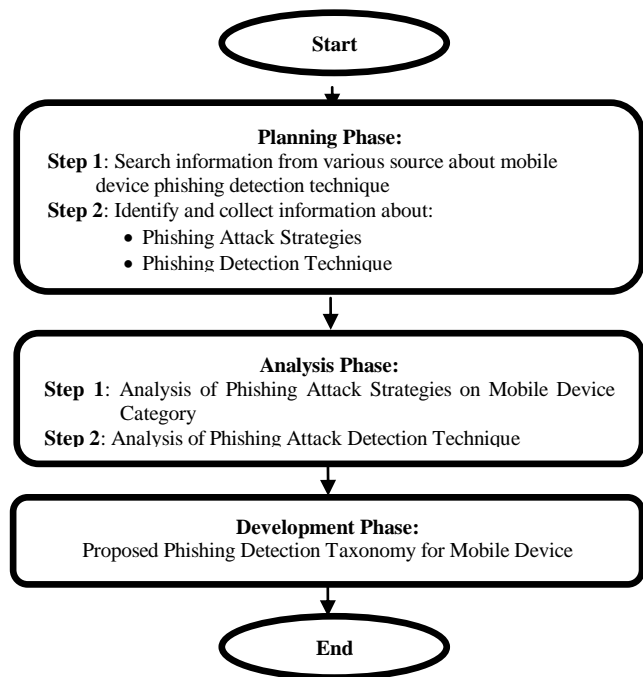 Start
Planning Phase:
Step 1: Search information from various source about mobile
device phishing detection technique
Step 2: Identify and collect information about:
• Phishing Attack Strategies
• Phishing Detection Technique
Analysis Phase:
Step 1: Analysis of Phishing Attack Strategies on Mobile Device
Category
Step 2: Analysis of Phishing Attack Detection Technique
Development Phase:
Proposed Phishing Detection Taxonomy for Mobile Device
End